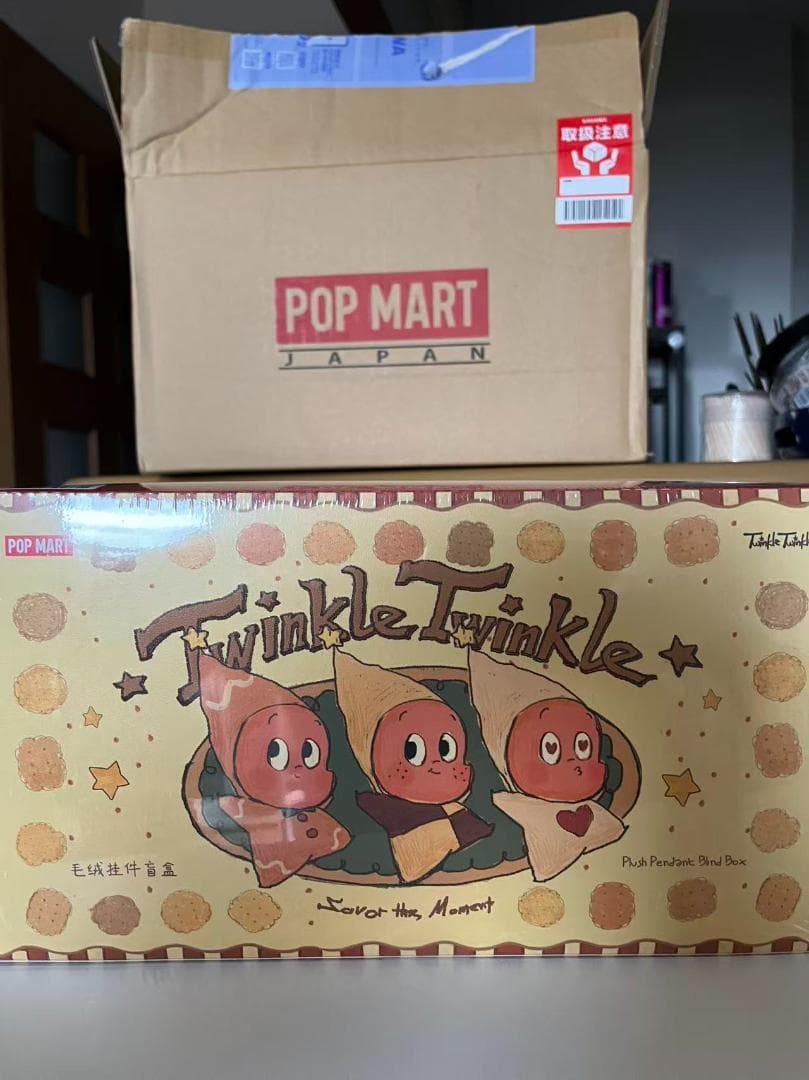 取扱注意
POP MART
JAPAN
POP MART
Twinkle Twinkle
Twinkle Twinkle
毛绒挂件盲盒
Plush Pendant Blind Box
Savor the Moment